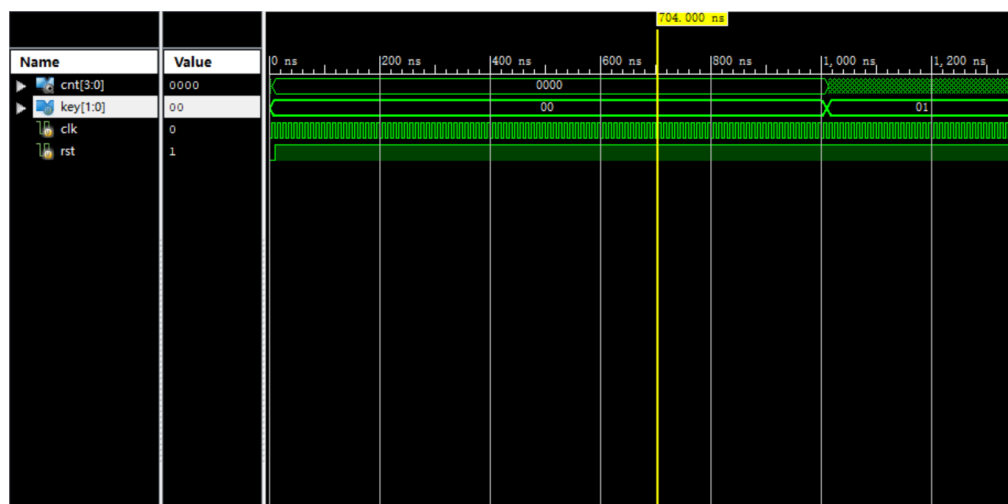 704.000 ns
Name Value
0 ns 200 ns 400 ns 600 ns 800 ns 1,000 ns 1,200 ns
cnt[3:0] 0000 0000
key[1:0] 00 00 01
clk 0
rst 1